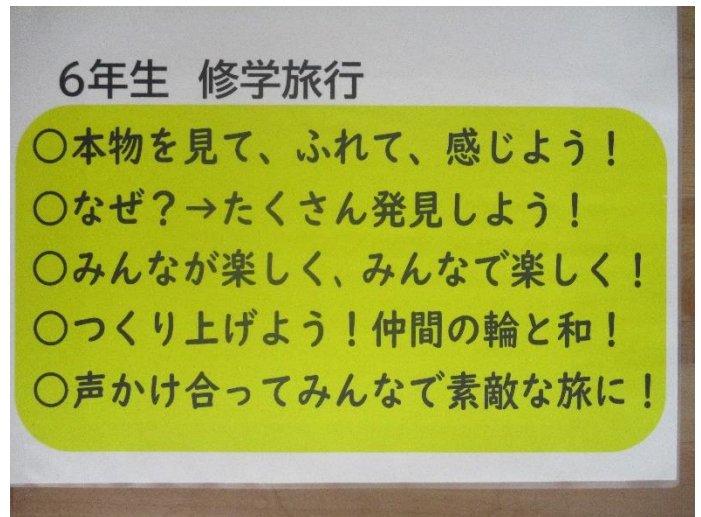 6年生 修学旅行
○本物を見て、ふれて、感じよう！
○なぜ？→たくさん発見しよう！
○みんなが楽しく、みんなで楽しく！
○つくり上げよう！仲間の輪と和！
○声かけ合ってみんなで素敵な旅に！